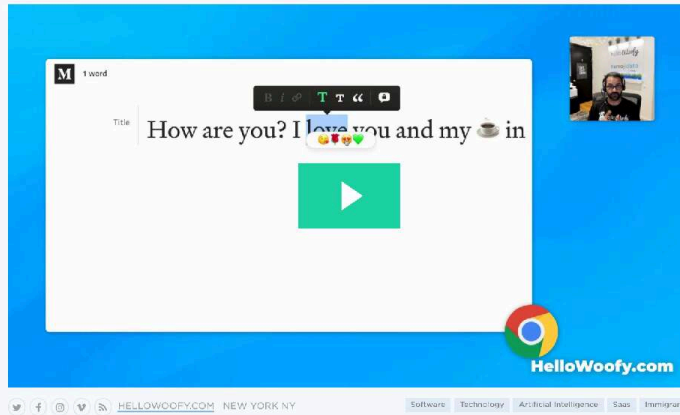 M 1 word
B i T T “
Title How are you? I love you and my ☕ in
HelloWoofy.com
HELLOWOOFY.COM NEW YORK NY
Software Technology Artificial Intelligence Saas Immigrar